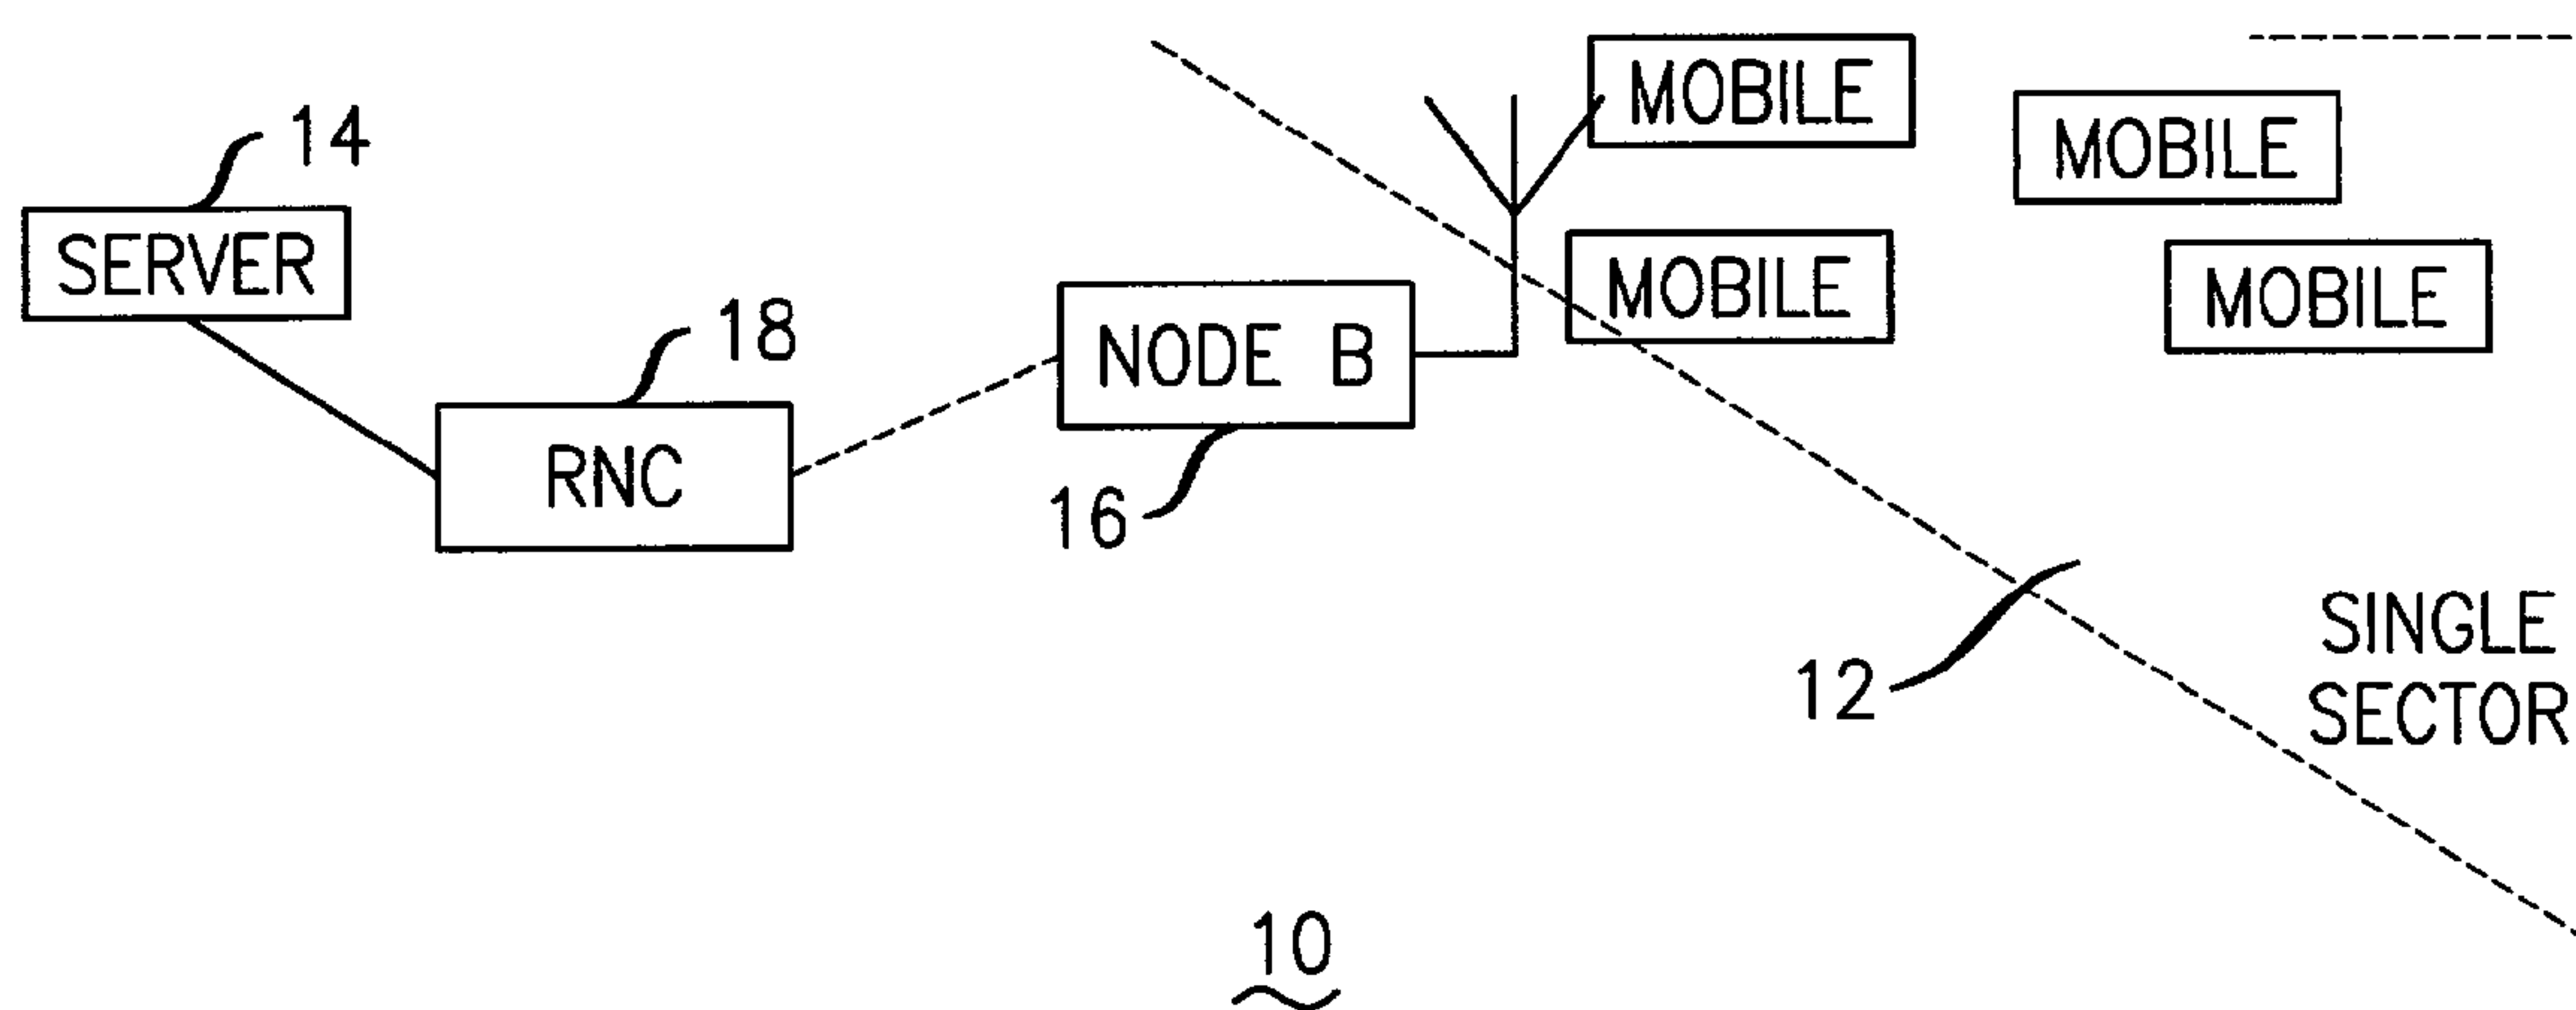 MOBILE
MOBILE
14
SERVER
MOBILE
MOBILE
18
NODE B
RNC
16
12
SINGLE
SECTOR
10